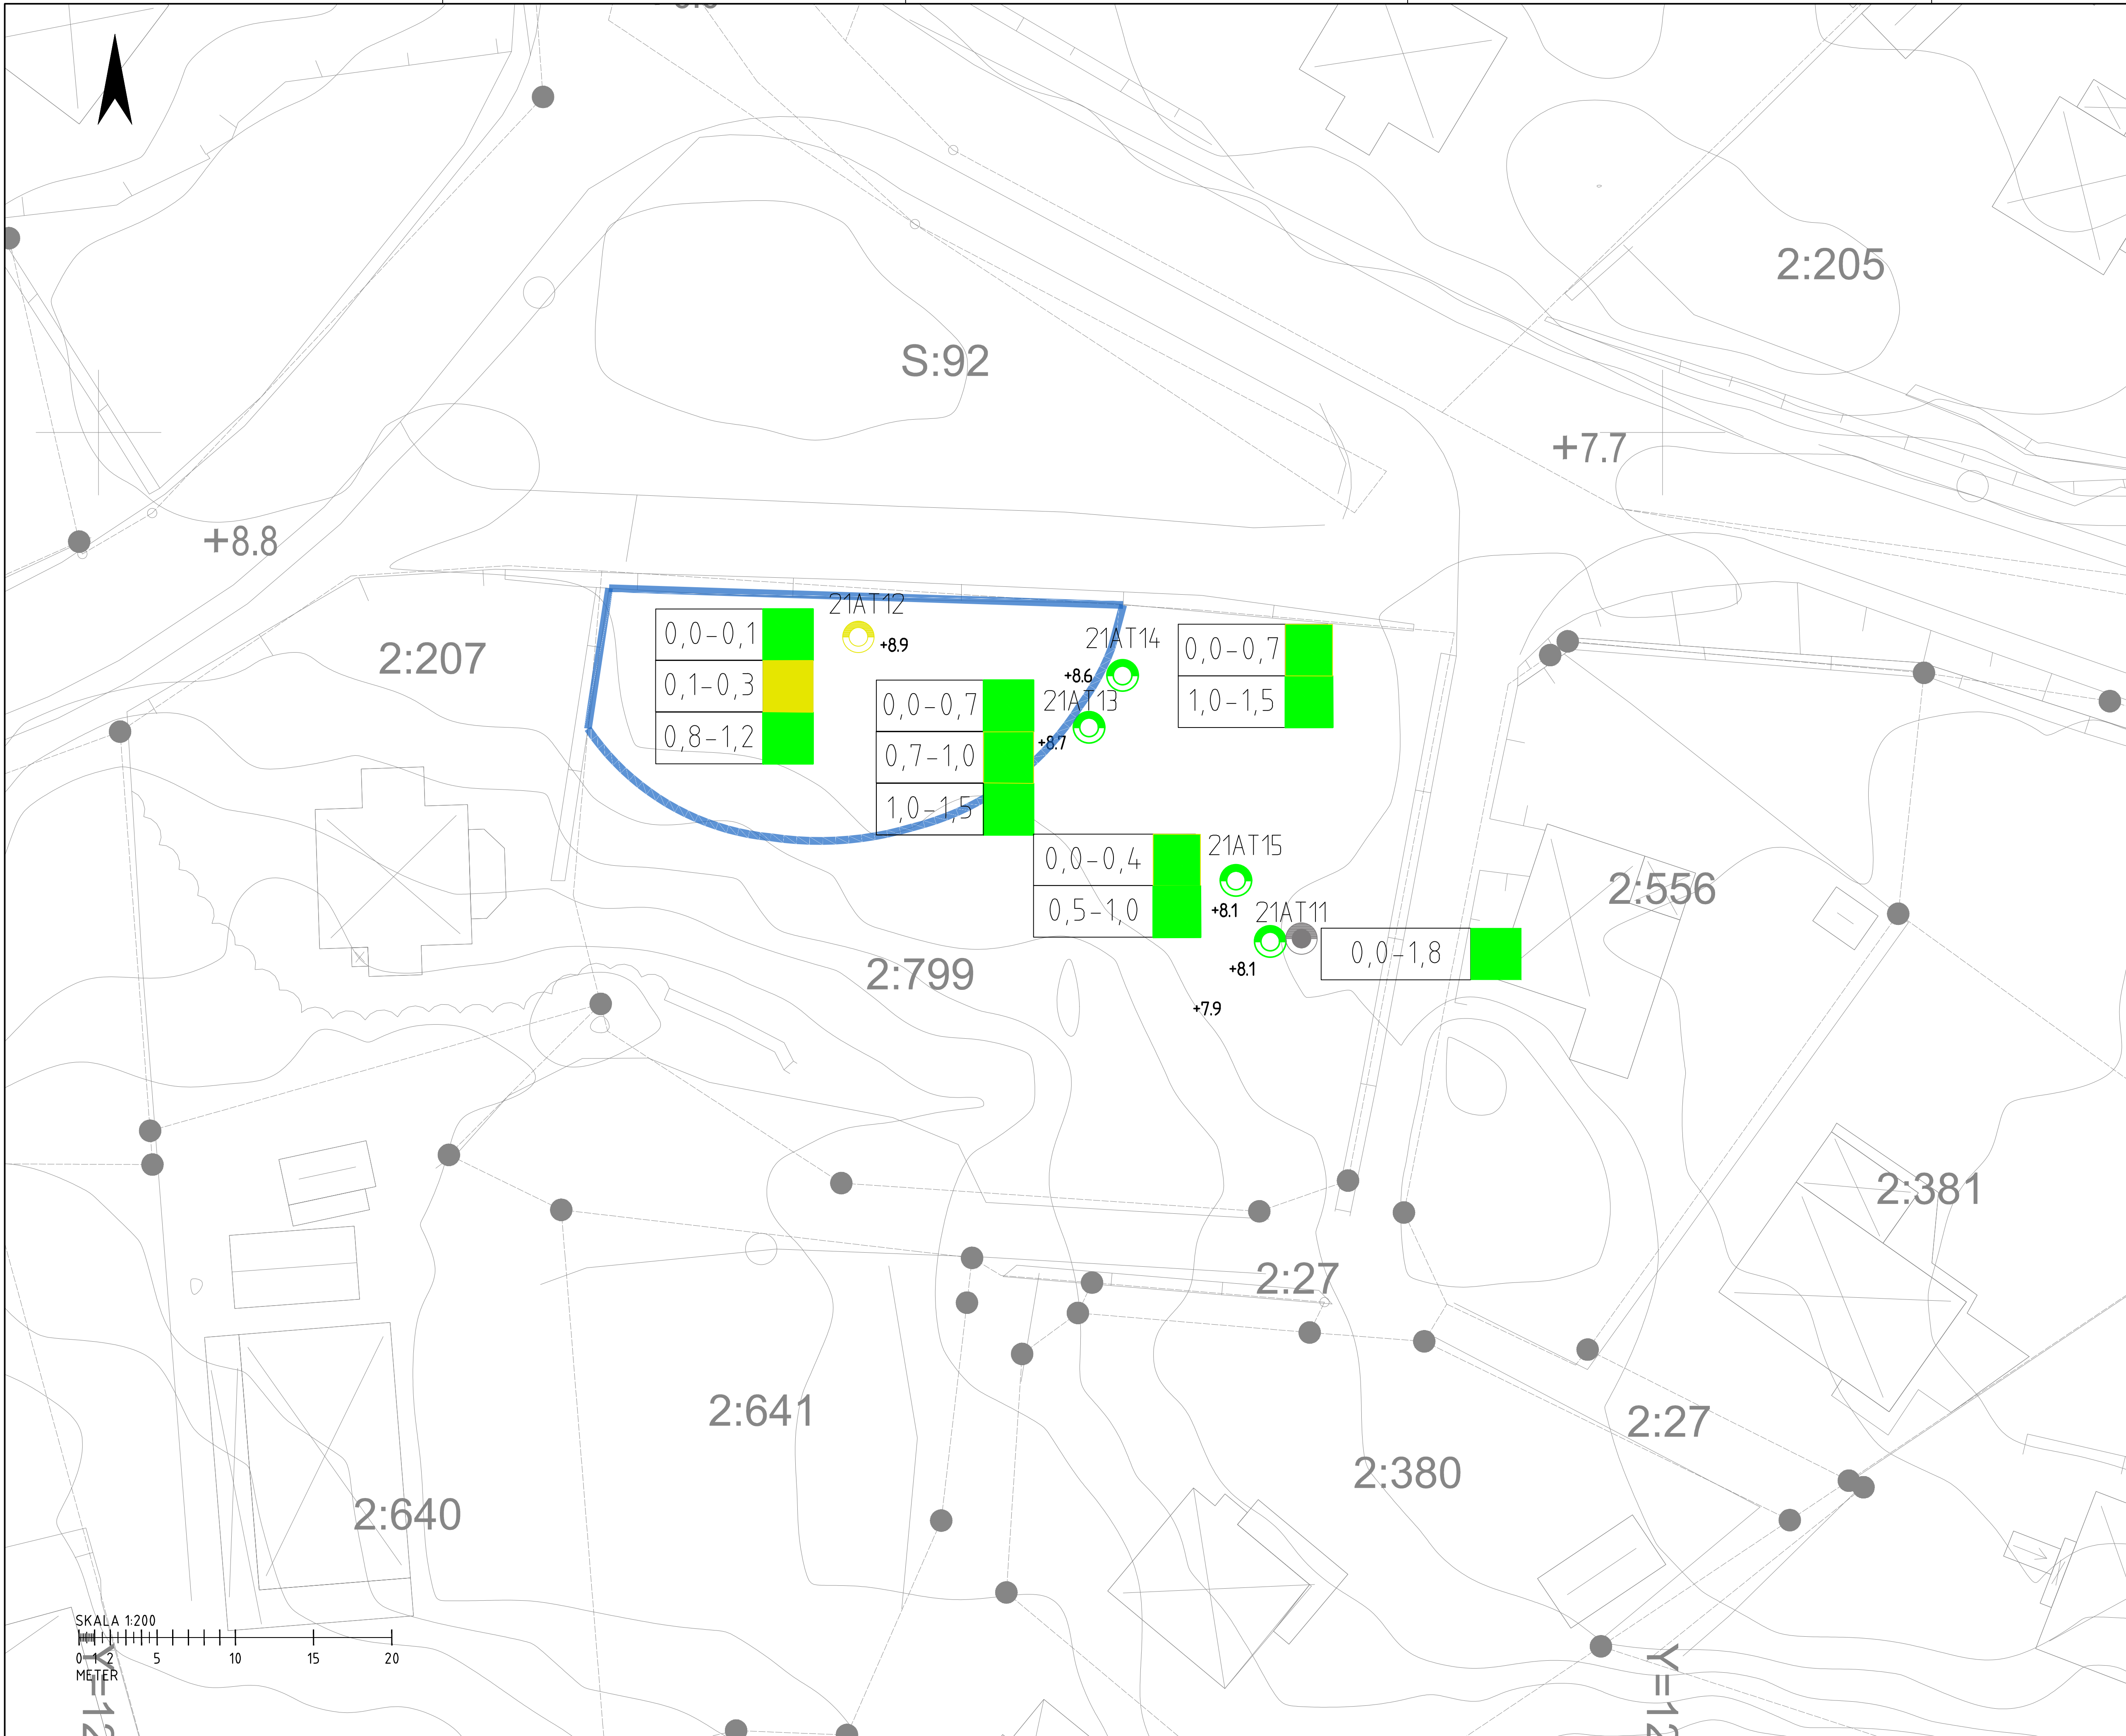 2:205
S:92
+7.7
+8.8
21AT12
0,0-0,1
+8.9
0,1-0,3
0,8-1,2
21AT14
+8.6
0,0-0,7
1,0-1,5
2:207
21AT13
+8.7
0,0-0,7
0,7-1,0
1,0-1,5
21AT15
+8.1
0,0-0,4
0,5-1,0
2:556
21AT11
+8.1
0,0-1,8
2:799
+7.9
2:381
2:27
2:641
2:27
2:380
2:640
SKALA 1:200
0 1 2 5 10 15 20
METER
Y=12
Y=12